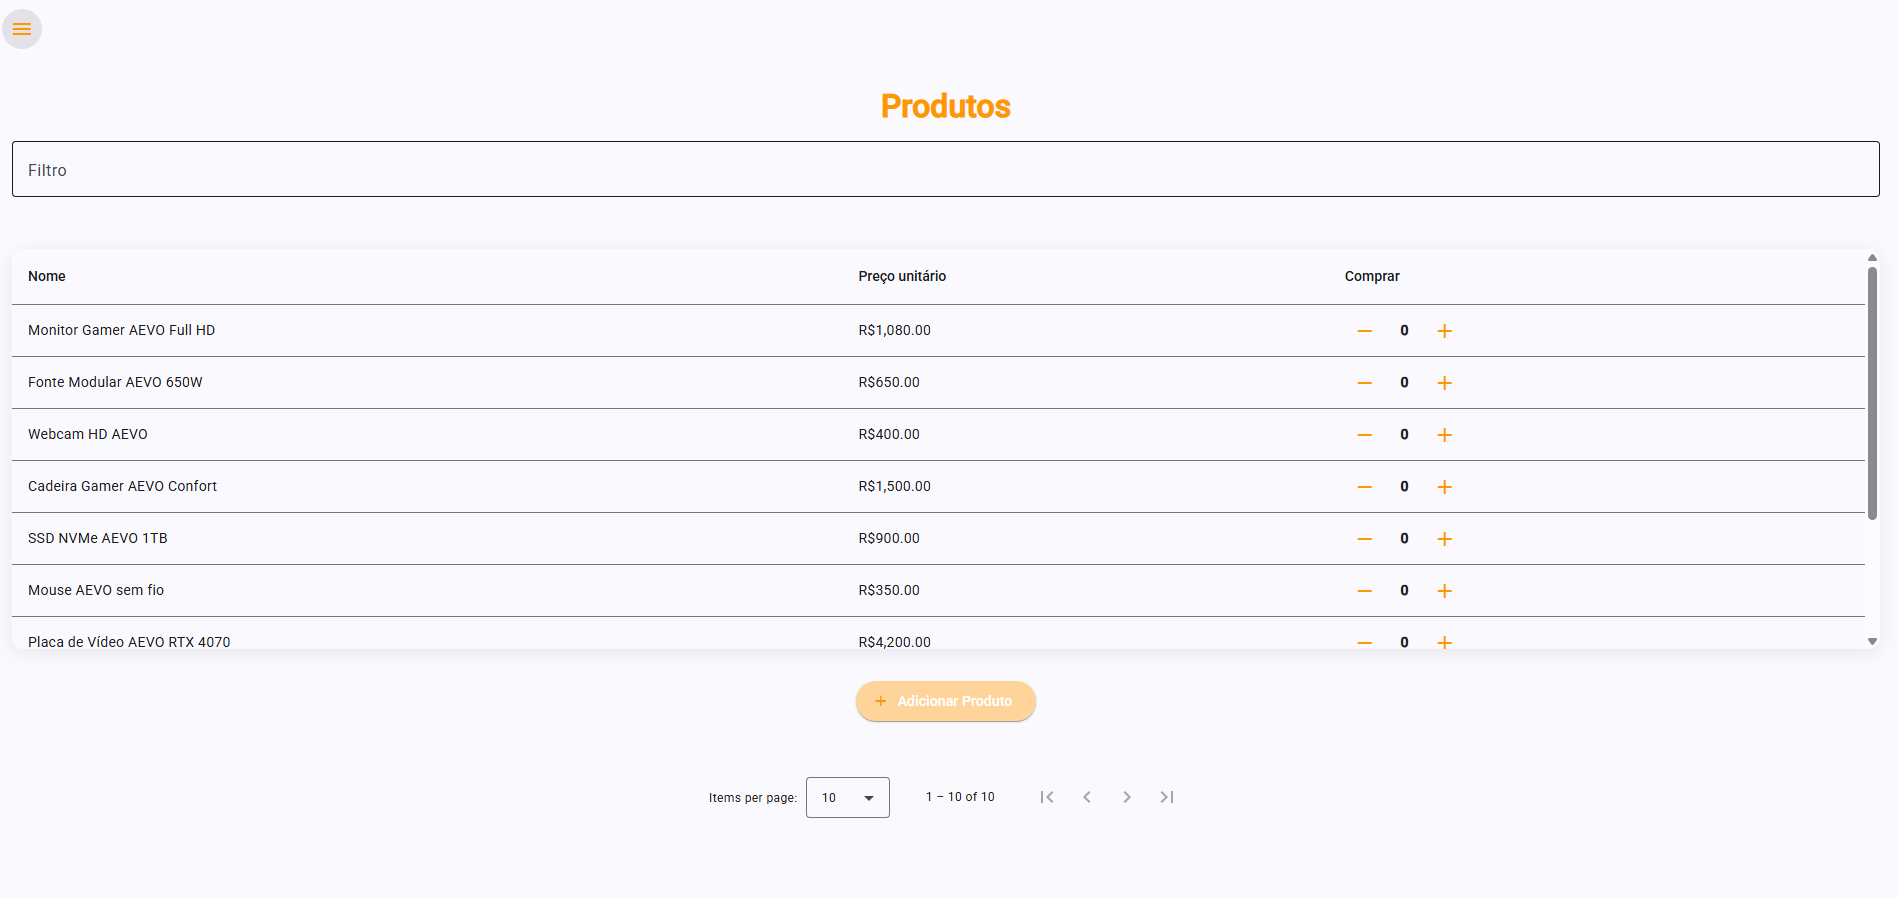 Produtos
Filtro
Nome Preço unitário Comprar
Monitor Gamer AEVO Full HD R$1,080.00 0
Fonte Modular AEVO 650W R$650.00 0
Webcam HD AEVO R$400.00 0
Cadeira Gamer AEVO Confort R$1,500.00 0
SSD NVMe AEVO 1TB R$900.00 0
Mouse AEVO sem fio R$350.00 0
Placa de Vídeo AEVO RTX 4070 R$4,200.00 0
Adicionar Produto
Items per page: 10 1 – 10 of 10